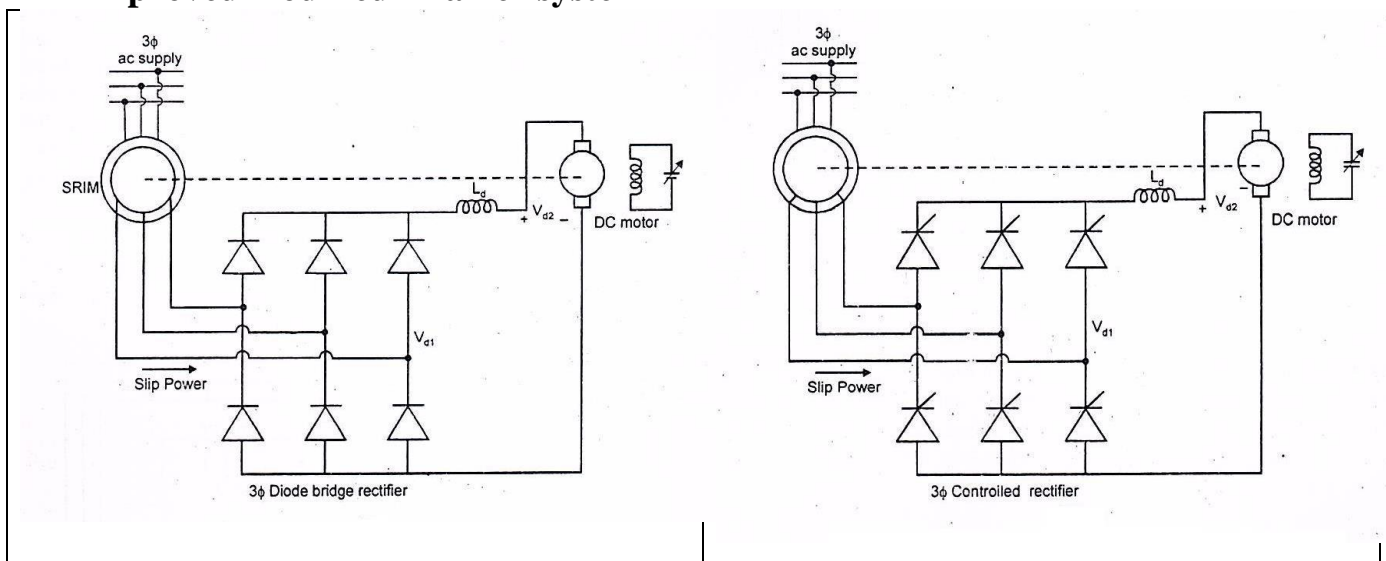 3ϕ
ac supply
SRIM
L_d
+ V_d2 −
DC motor
V_d1
Slip Power
3ϕ Diode bridge rectifier
3ϕ
ac supply
L_d
+ V_d2 −
DC motor
V_d1
Slip Power
3ϕ Controlled rectifier